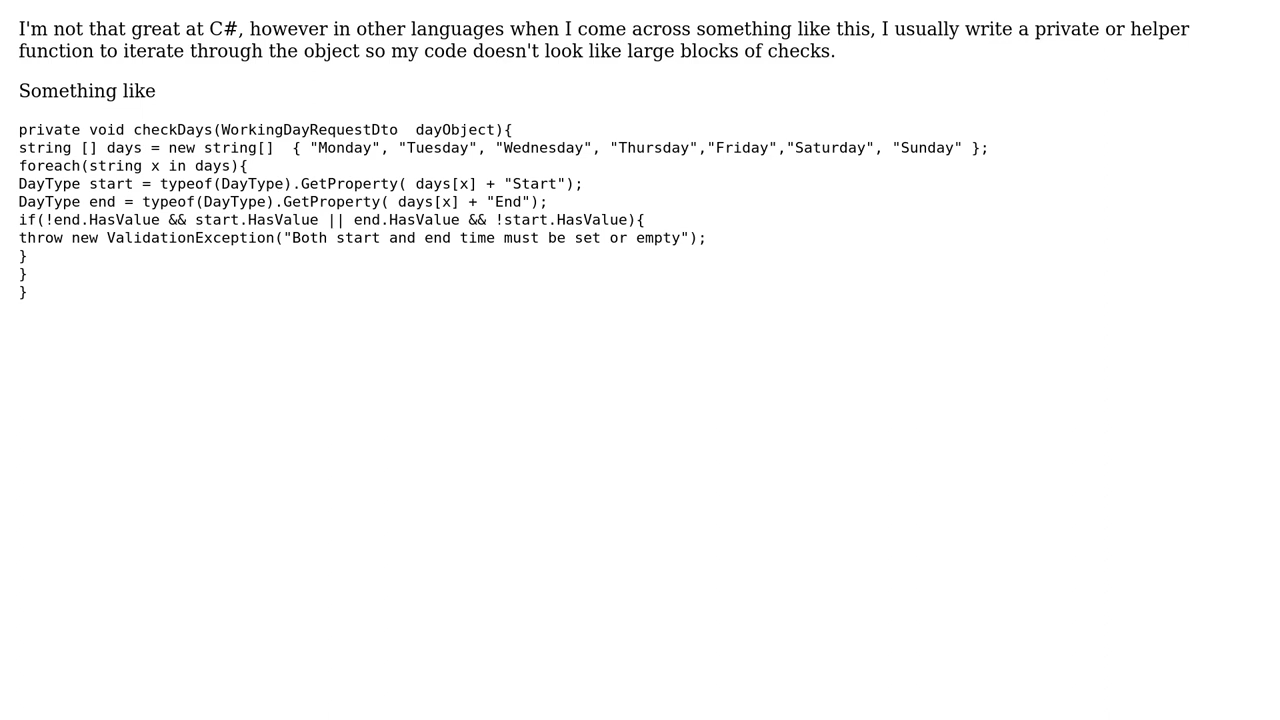 I'm not that great at C#, however in other languages when I come across something like this, I usually write a private or helper
function to iterate through the object so my code doesn't look like large blocks of checks.
Something like
private void checkDays(WorkingDayRequestDto  dayObject){
string [] days = new string[]  { "Monday", "Tuesday", "Wednesday", "Thursday","Friday","Saturday", "Sunday" };
foreach(string x in days){
DayType start = typeof(DayType).GetProperty( days[x] + "Start");
DayType end = typeof(DayType).GetProperty( days[x] + "End");
if(!end.HasValue && start.HasValue || end.HasValue && !start.HasValue){
throw new ValidationException("Both start and end time must be set or empty");
}
}
}